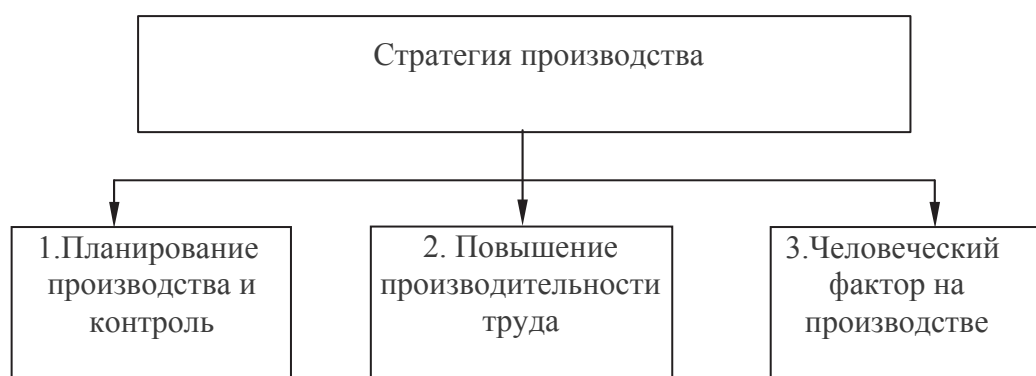 Стратегия производства
1.Планирование
производства и
контроль
2. Повышение
производительности
труда
3.Человеческий
фактор на
производстве